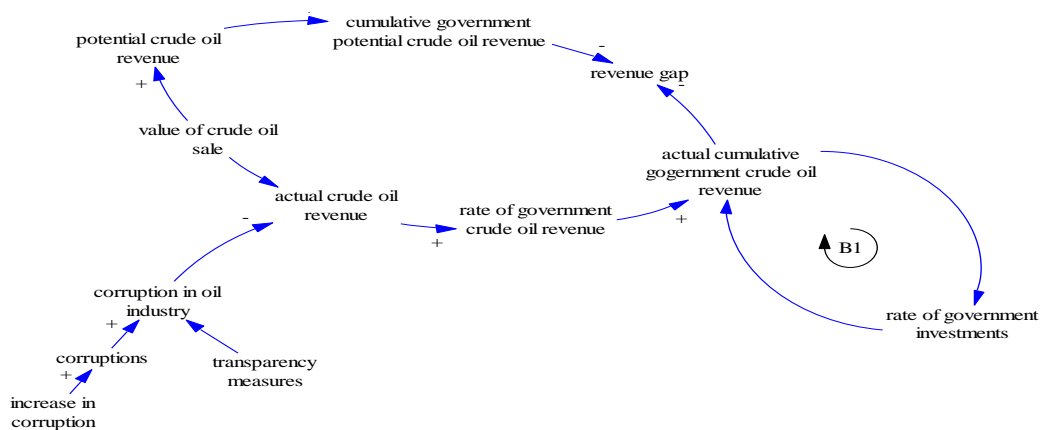 cumulative government
potential crude oil revenue
-
potential crude oil
revenue
+
revenue gap
-
value of crude oil
sale
actual cumulative
gogernment crude oil
revenue
actual crude oil
revenue
-
rate of government
crude oil revenue
+
+
B1
corruption in oil
industry
+
rate of government
investments
corruptions
+
transparency
measures
increase in
corruption